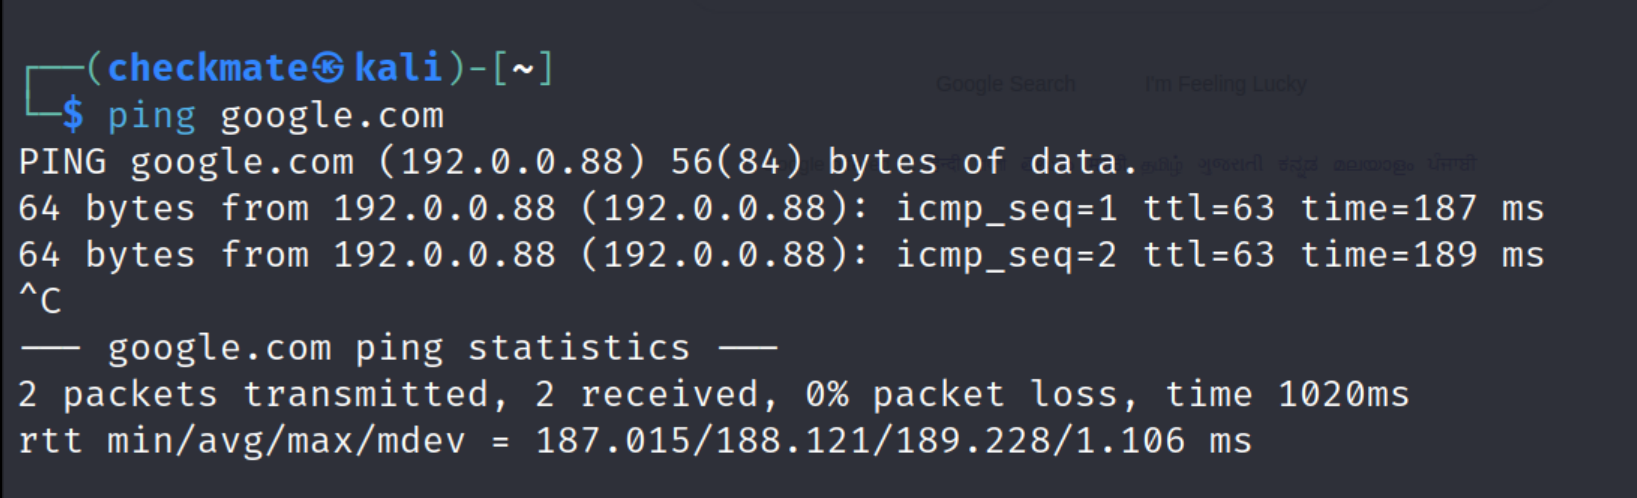 ┌──(checkmate㉿kali)-[~]
└─$ ping google.com
Google Search I'm Feeling Lucky
PING google.com (192.0.0.88) 56(84) bytes of data.
ગુજરાતી ಕನ್ನಡ മലയാളം ਪੰਜਾਬੀ
64 bytes from 192.0.0.88 (192.0.0.88): icmp_seq=1 ttl=63 time=187 ms
64 bytes from 192.0.0.88 (192.0.0.88): icmp_seq=2 ttl=63 time=189 ms
^C
--- google.com ping statistics ---
2 packets transmitted, 2 received, 0% packet loss, time 1020ms
rtt min/avg/max/mdev = 187.015/188.121/189.228/1.106 ms